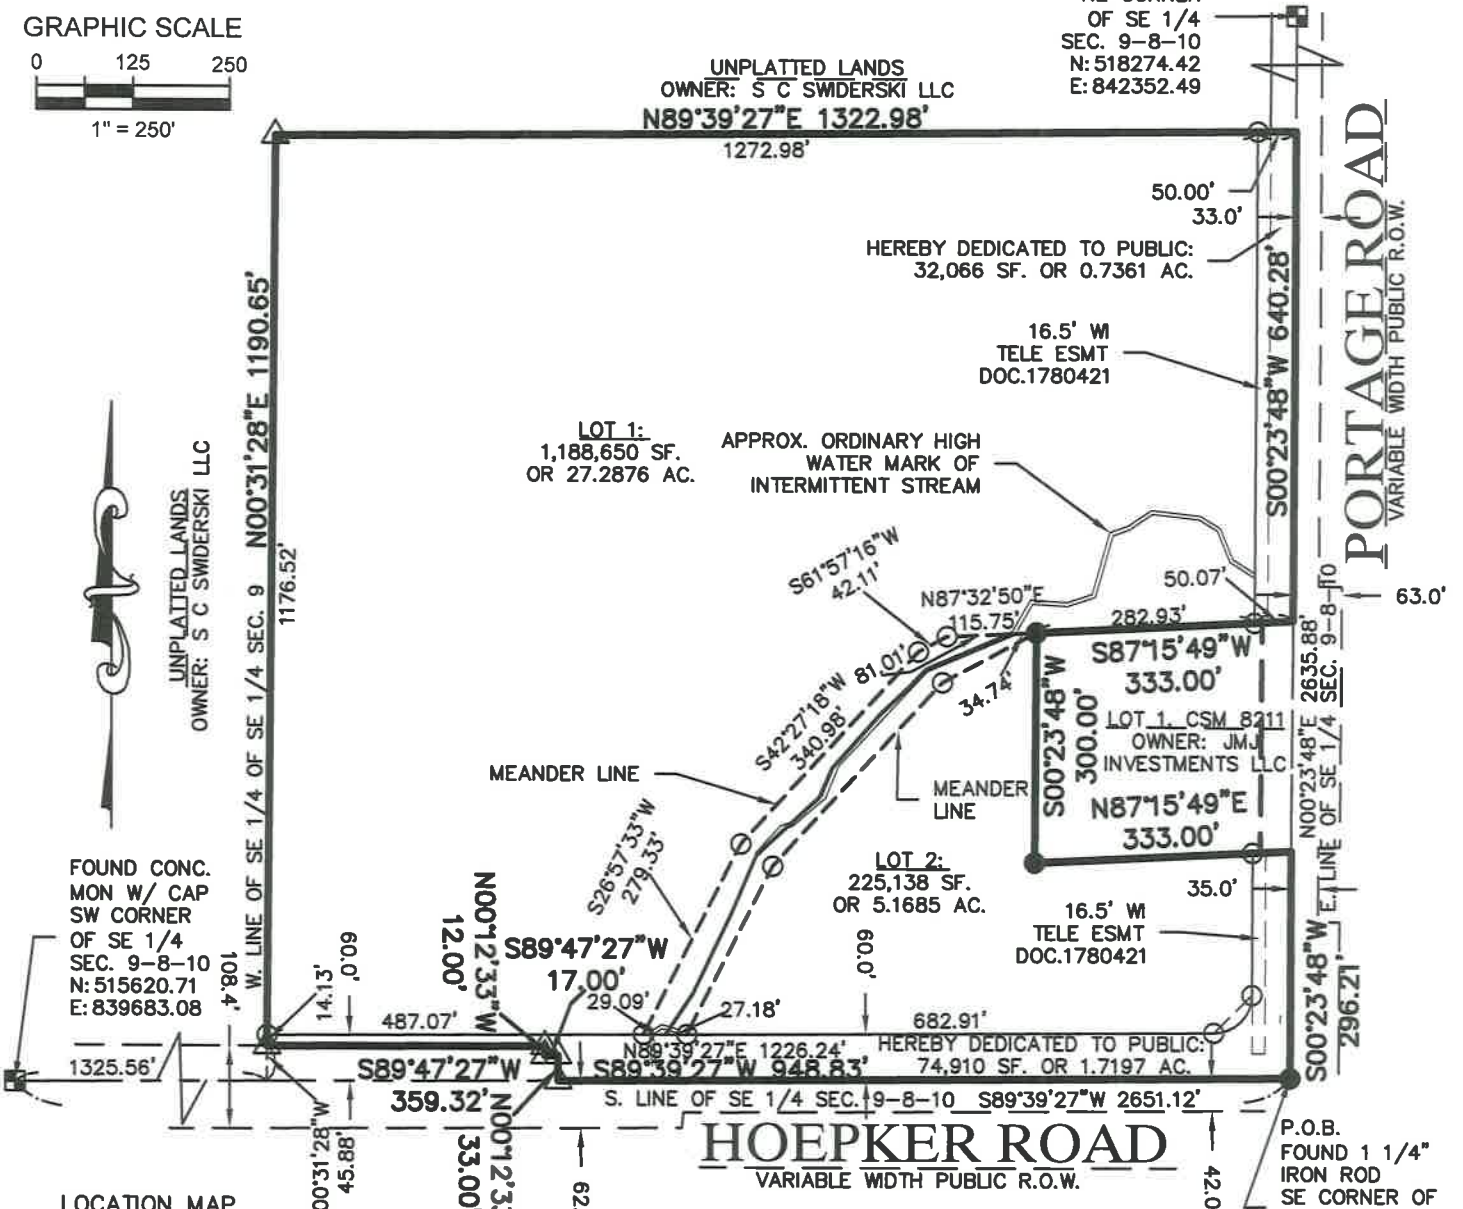 GRAPHIC SCALE
0 125 250
1" = 250'
OF SE 1/4
SEC. 9-8-10
N: 518274.42
E: 842352.49
UNPLATTED LANDS
OWNER: S C SWIDERSKI LLC
N89°39'27"E 1322.98'
1272.98'
50.00'
33.0'
HEREBY DEDICATED TO PUBLIC:
32,066 SF. OR 0.7361 AC.
16.5' WI
TELE ESMT
DOC.1780421
S00°23'48"W 640.28'
PORTAGE ROAD
VARIABLE WIDTH PUBLIC R.O.W.
N00°31'28"E 1190.65'
1176.52'
W. LINE OF SE 1/4 OF SE 1/4 SEC. 9
UNPLATTED LANDS
OWNER: S C SWIDERSKI LLC
LOT 1:
1,188,650 SF.
OR 27.2876 AC.
APPROX. ORDINARY HIGH
WATER MARK OF
INTERMITTENT STREAM
S61°57'16"W
42.11'
N87°32'50"E
115.75'
50.07'
63.0'
282.93'
S87°15'49"W
333.00'
81.01'
34.74'
S42°27'18"W
340.98'
S00°23'48"W
300.00'
LOT 1, CSM 8211
OWNER: JMJ
INVESTMENTS LLC
N87°15'49"E
333.00'
N00°23'48"E 2635.88'
E. LINE OF SE 1/4 SEC. 9-8-10
MEANDER LINE
MEANDER
LINE
S26°57'33"W
279.33'
LOT 2:
225,138 SF.
OR 5.1685 AC.
35.0'
16.5' WI
TELE ESMT
DOC.1780421
S00°23'48"W
296.21'
FOUND CONC.
MON W/ CAP
SW CORNER
OF SE 1/4
SEC. 9-8-10
N: 515620.71
E: 839683.08
108.4'
14.13'
60.0'
N00°12'33"W
12.00'
S89°47'27"W
17.00'
29.09'
27.18'
60.0'
487.07'
682.91'
N89°39'27"E 1226.24'
HEREBY DEDICATED TO PUBLIC:
74,910 SF. OR 1.7197 AC.
1325.56'
S89°47'27"W
359.32'
S89°39'27"W 948.83'
S. LINE OF SE 1/4 SEC. 9-8-10 S89°39'27"W 2651.12'
00°31'28"W
45.88'
33.00'
HOEPKER ROAD
VARIABLE WIDTH PUBLIC R.O.W.
P.O.B.
FOUND 1 1/4"
IRON ROD
SE CORNER OF
LOCATION MAP